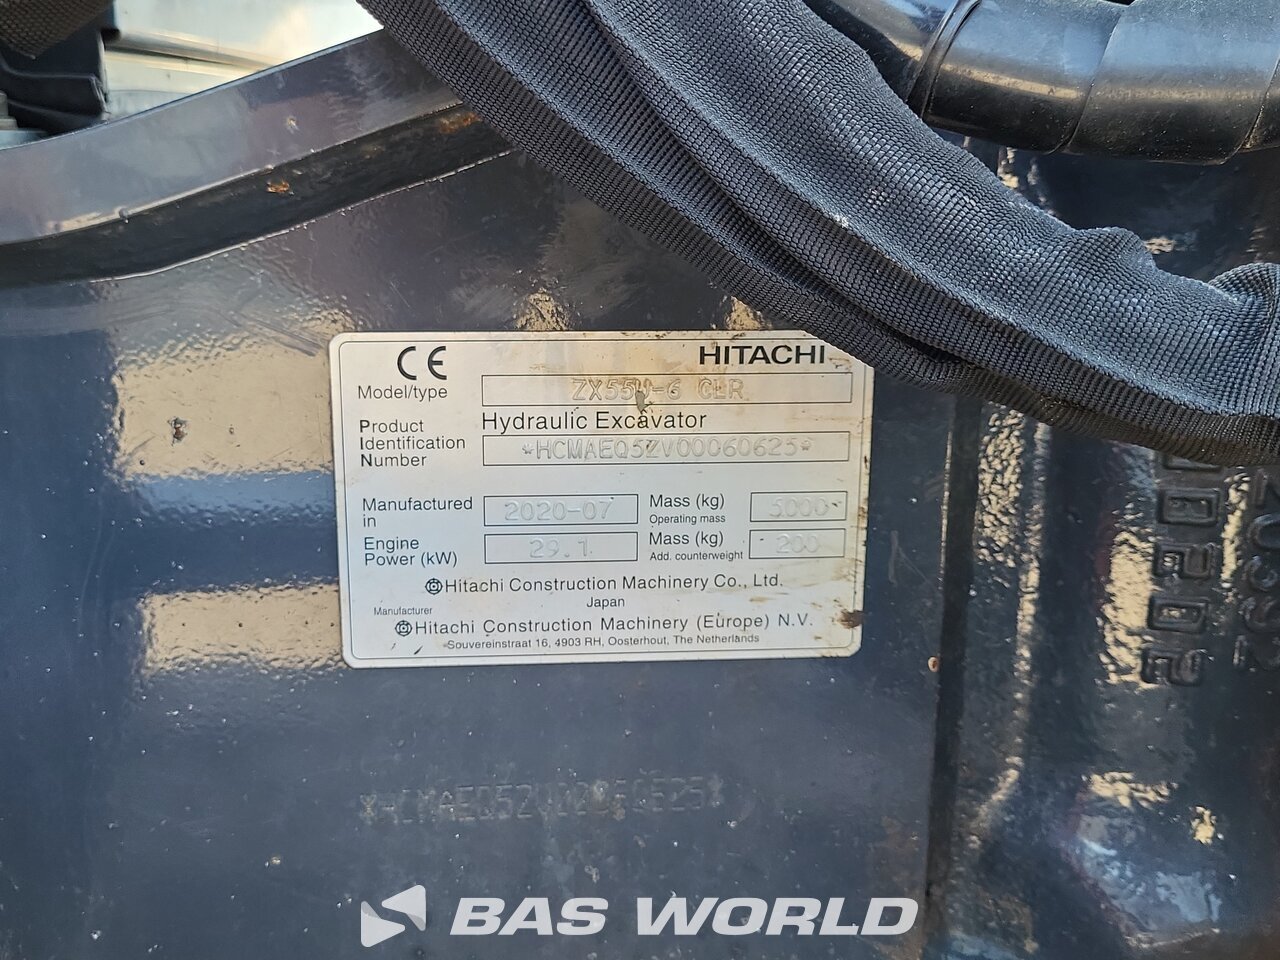 CE HITACHI
Model/type ZX55U-6 CLR
Hydraulic Excavator
Product
Identification
Number *HCMAEQ5ZV00060625*
Manufactured
in 2020-07
Mass (kg)
Operating mass 5000
Engine
Power (kW) 29.1
Mass (kg)
Add. counterweight 200
Hitachi Construction Machinery Co., Ltd.
Japan
Manufacturer
Hitachi Construction Machinery (Europe) N.V.
Souvereinstraat 16, 4903 RH, Oosterhout, The Netherlands
BAS WORLD